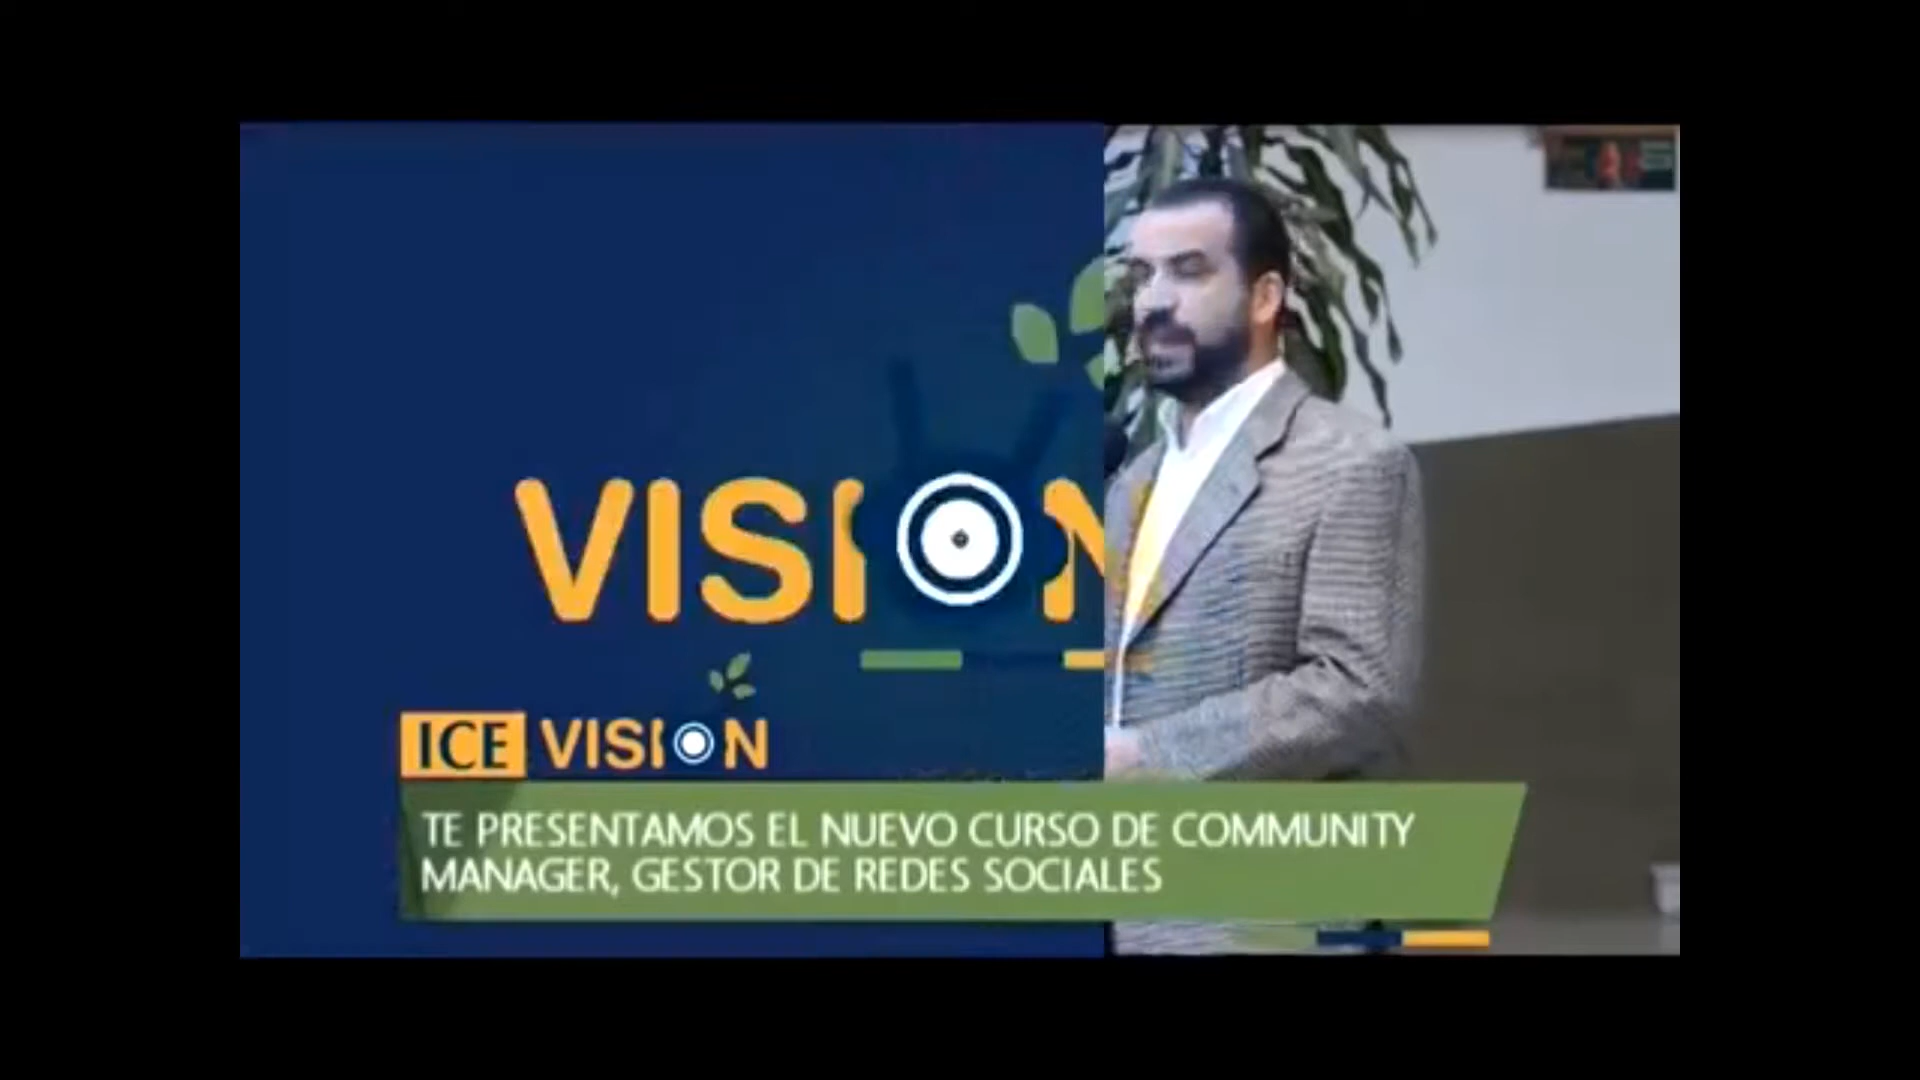 VISION
ICE VISION
TE PRESENTAMOS EL NUEVO CURSO DE COMMUNITY
MANAGER, GESTOR DE REDES SOCIALES